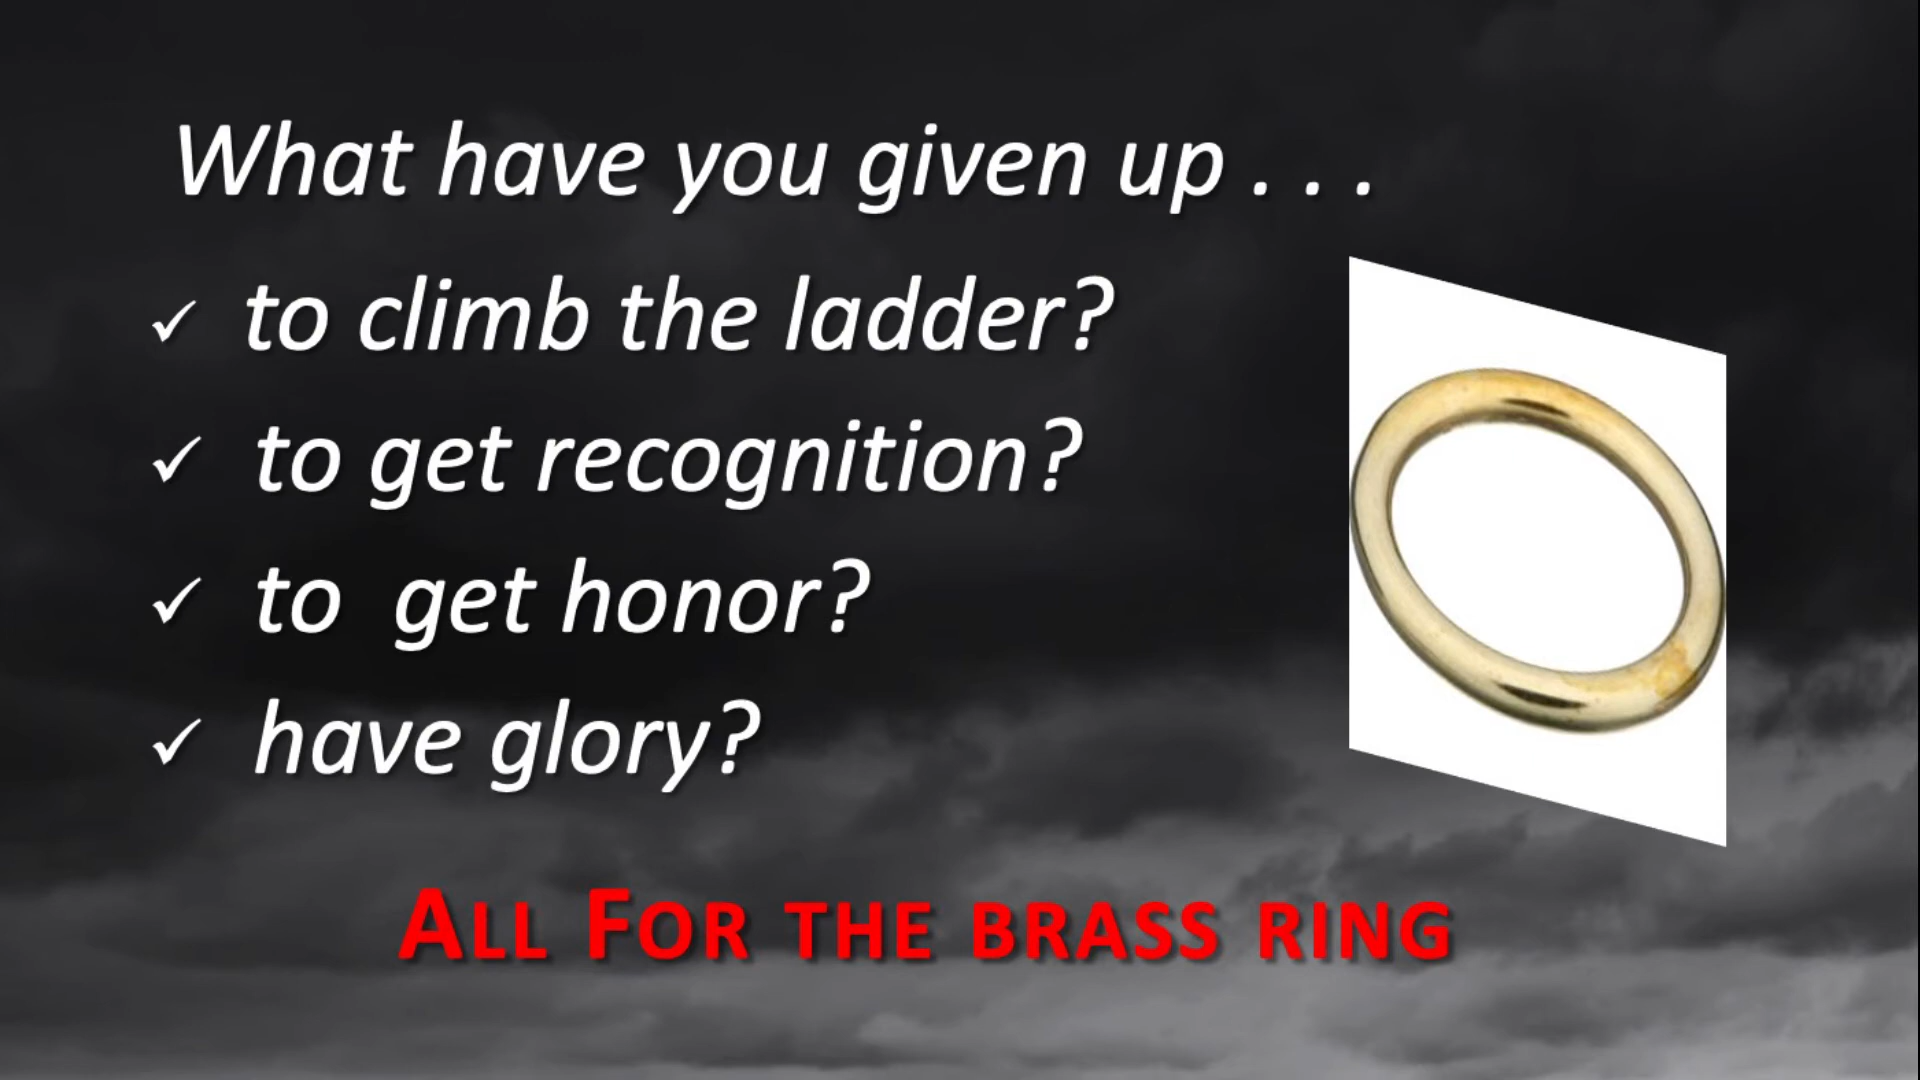 What have you given up . . .
✓ to climb the ladder?
✓ to get recognition?
✓ to get honor?
✓ have glory?
ALL FOR THE BRASS RING